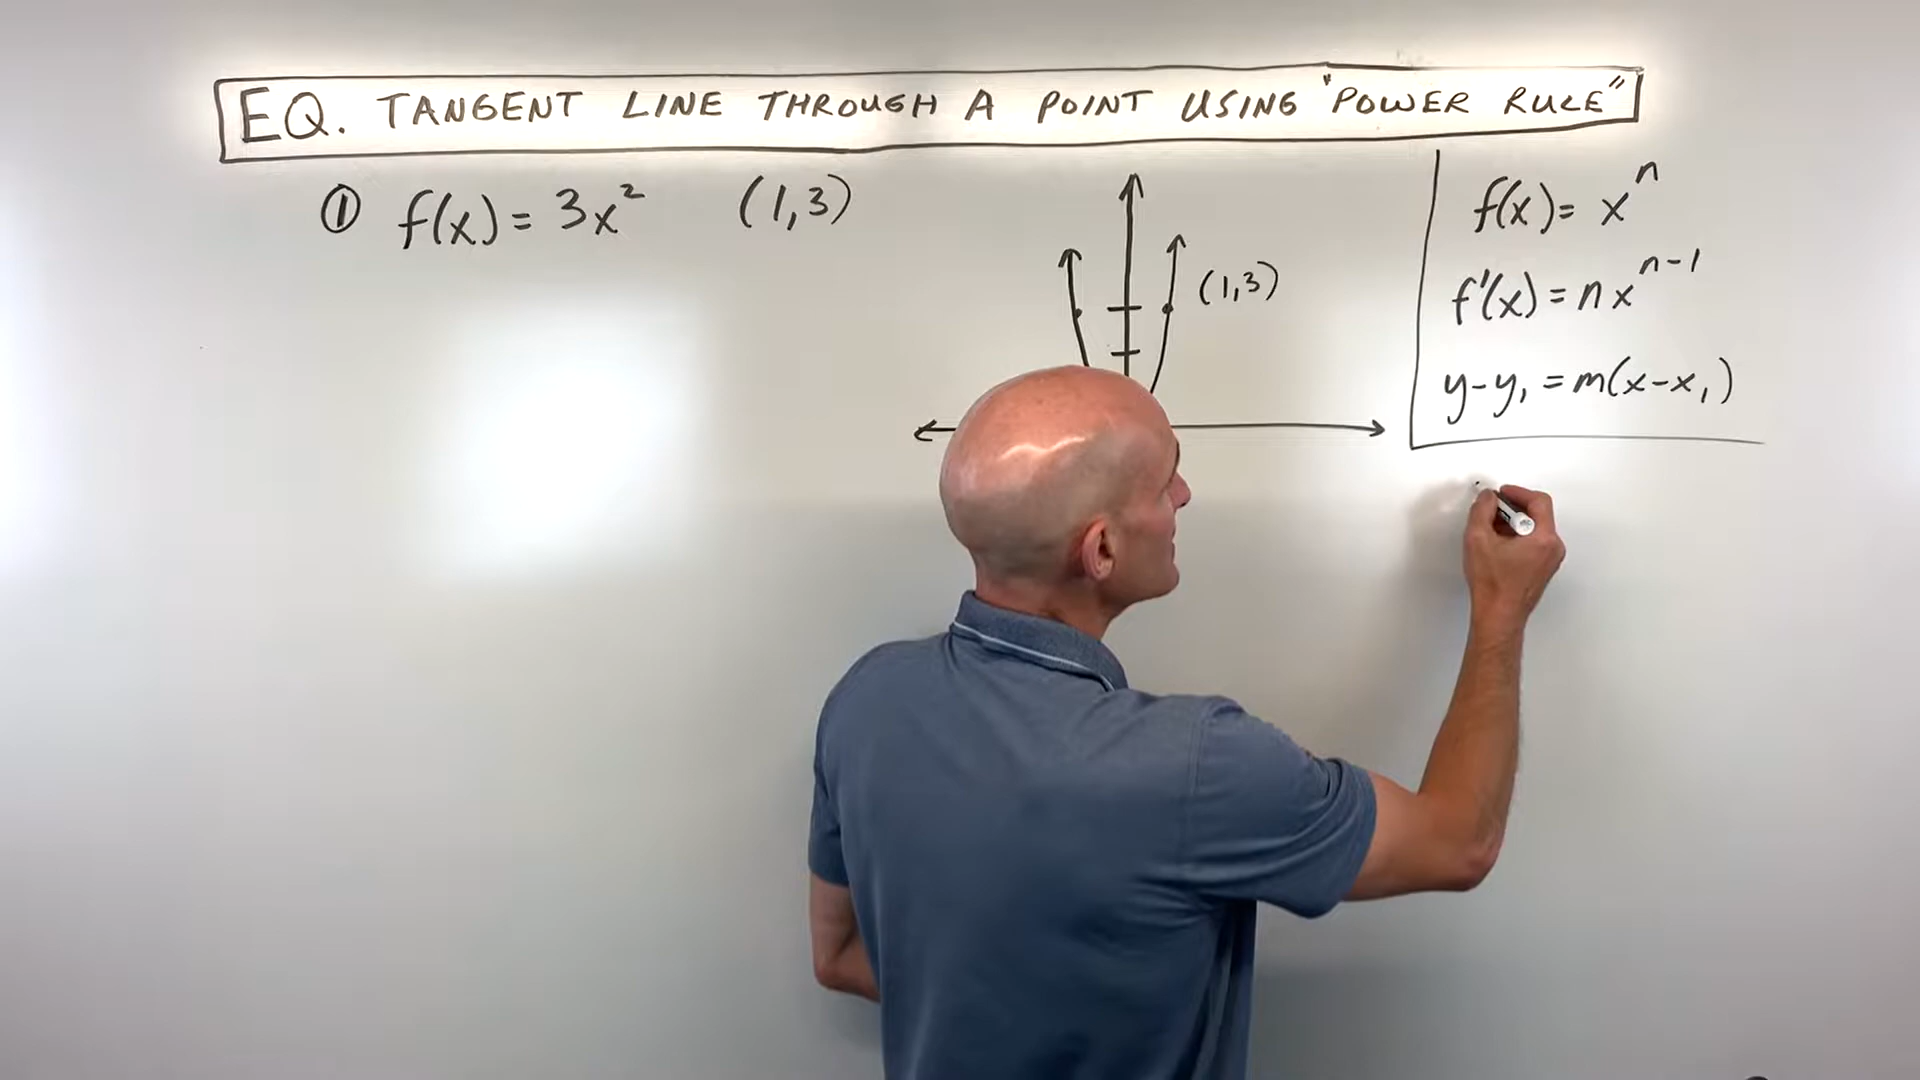 EQ. TANGENT LINE THROUGH A POINT USING "POWER RULE"
① f(x) = 3x² (1,3)
(1,3)
f(x) = xⁿ
f'(x) = nxⁿ⁻¹
y-y₁ = m(x-x₁)